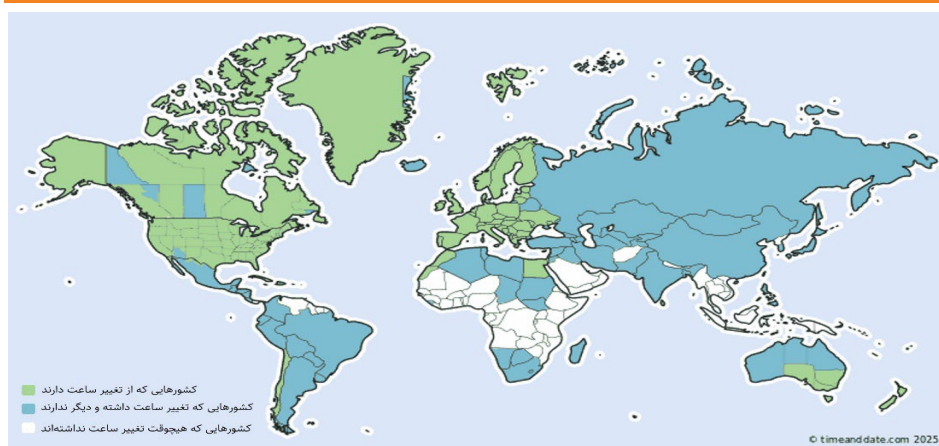 کشورهایی که از تغییر ساعت دارند
کشورهایی که تغییر ساعت داشته و دیگر ندارند
کشورهایی که هیچوقت تغییر ساعت نداشته‌اند
© timeanddate.com 2025